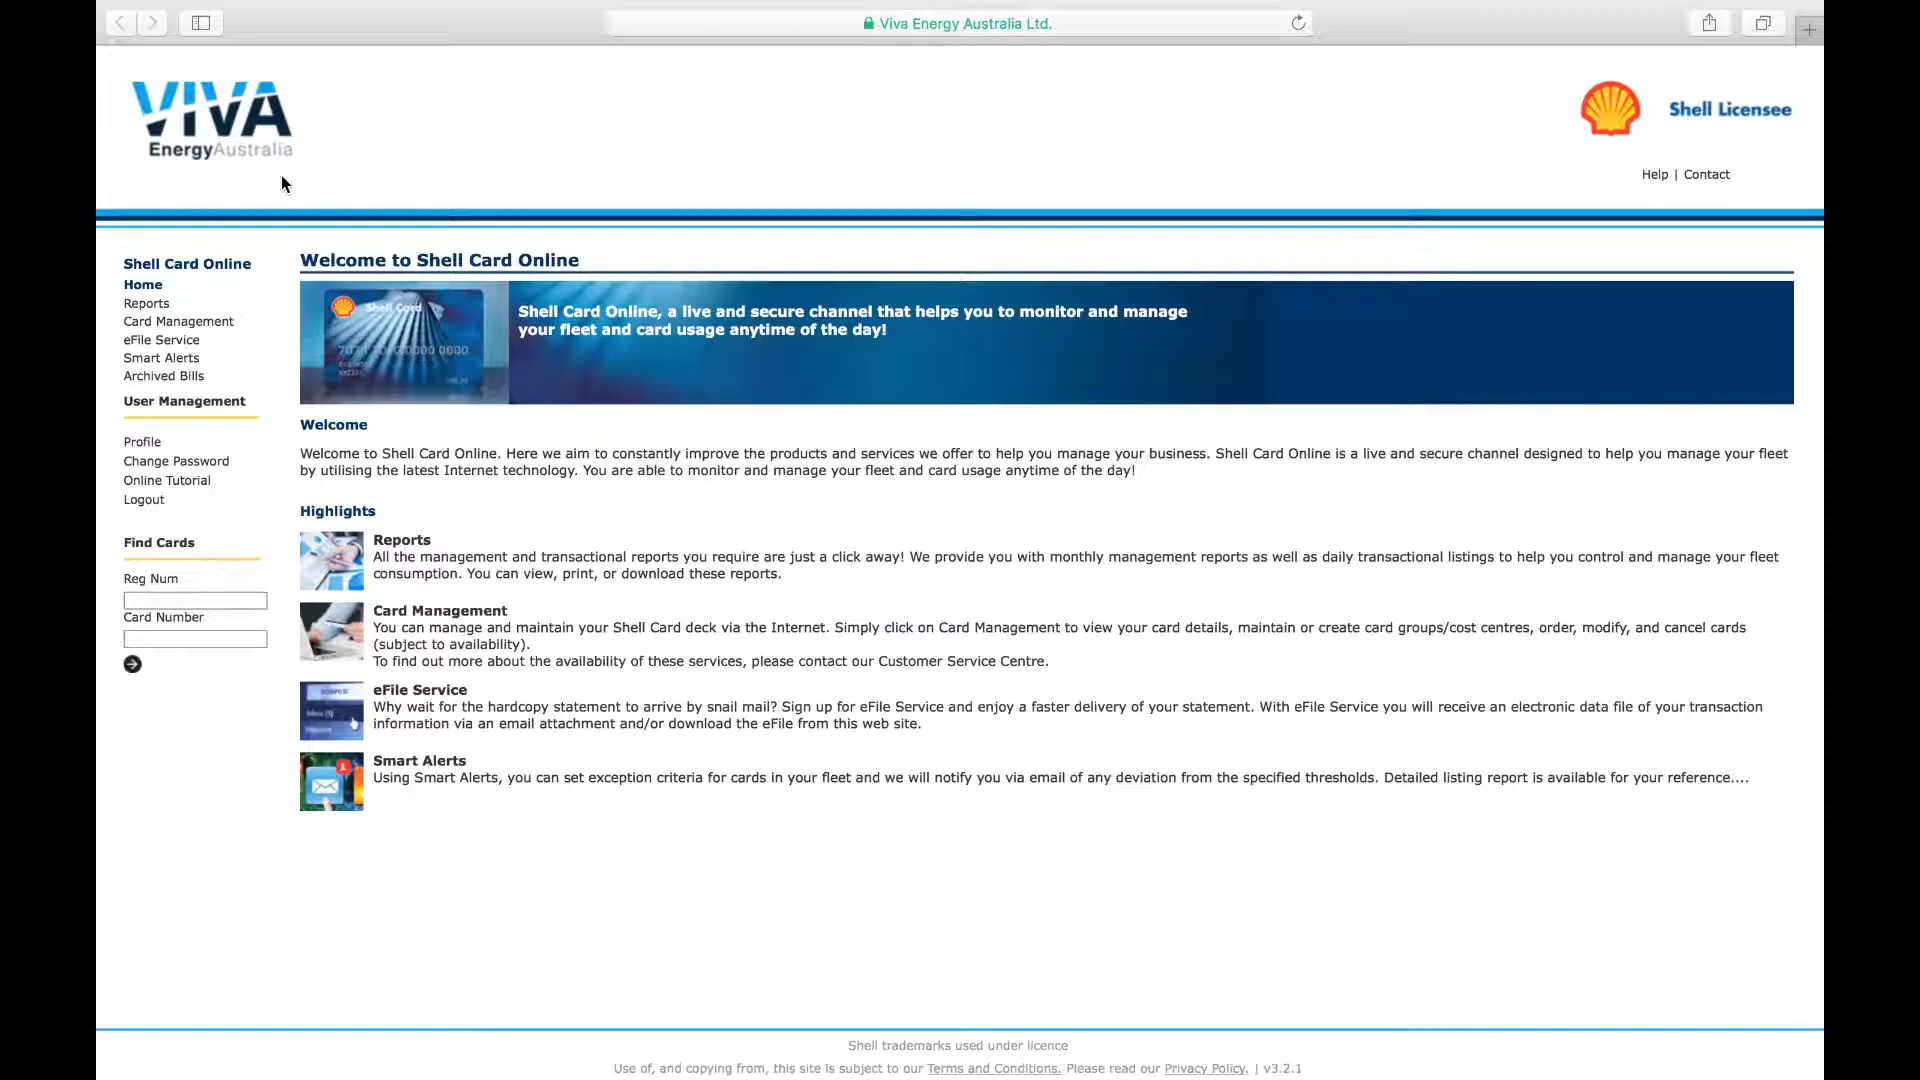 Viva Energy Australia Ltd.
VIVA
EnergyAustralia
Shell Licensee
Help | Contact
Shell Card Online
Home
Reports
Card Management
eFile Service
Smart Alerts
Archived Bills
User Management
Profile
Change Password
Online Tutorial
Logout
Find Cards
Reg Num
Card Number
Welcome to Shell Card Online
Shell Card
Shell Card Online, a live and secure channel that helps you to monitor and manage
your fleet and card usage anytime of the day!
Welcome
Welcome to Shell Card Online. Here we aim to constantly improve the products and services we offer to help you manage your business. Shell Card Online is a live and secure channel designed to help you manage your fleet
by utilising the latest Internet technology. You are able to monitor and manage your fleet and card usage anytime of the day!
Highlights
Reports
All the management and transactional reports you require are just a click away! We provide you with monthly management reports as well as daily transactional listings to help you control and manage your fleet
consumption. You can view, print, or download these reports.
Card Management
You can manage and maintain your Shell Card deck via the Internet. Simply click on Card Management to view your card details, maintain or create card groups/cost centres, order, modify, and cancel cards
(subject to availability).
To find out more about the availability of these services, please contact our Customer Service Centre.
eFile Service
Why wait for the hardcopy statement to arrive by snail mail? Sign up for eFile Service and enjoy a faster delivery of your statement. With eFile Service you will receive an electronic data file of your transaction
information via an email attachment and/or download the eFile from this web site.
Smart Alerts
1
Using Smart Alerts, you can set exception criteria for cards in your fleet and we will notify you via email of any deviation from the specified thresholds. Detailed listing report is available for your reference....
Shell trademarks used under licence
Use of, and copying from, this site is subject to our Terms and Conditions. Please read our Privacy Policy. | v3.2.1